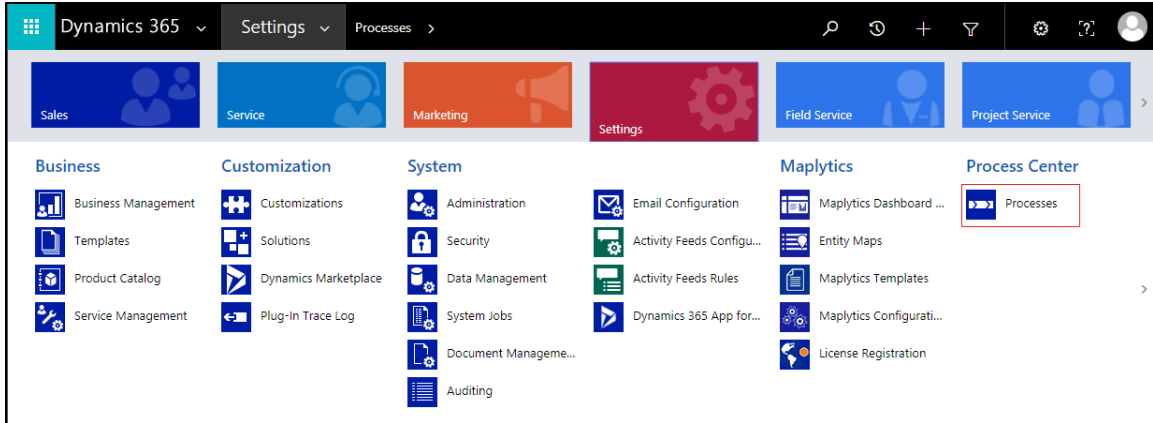 Dynamics 365 Settings Processes >
Sales Service Marketing Settings Field Service Project Service
Business Customization System Maplytics Process Center
Business Management Customizations Administration Email Configuration Maplytics Dashboard ... Processes
Templates Solutions Security Activity Feeds Configu... Entity Maps
Product Catalog Dynamics Marketplace Data Management Activity Feeds Rules Maplytics Templates
Service Management Plug-In Trace Log System Jobs Dynamics 365 App for... Maplytics Configurati...
Document Manageme... License Registration
Auditing